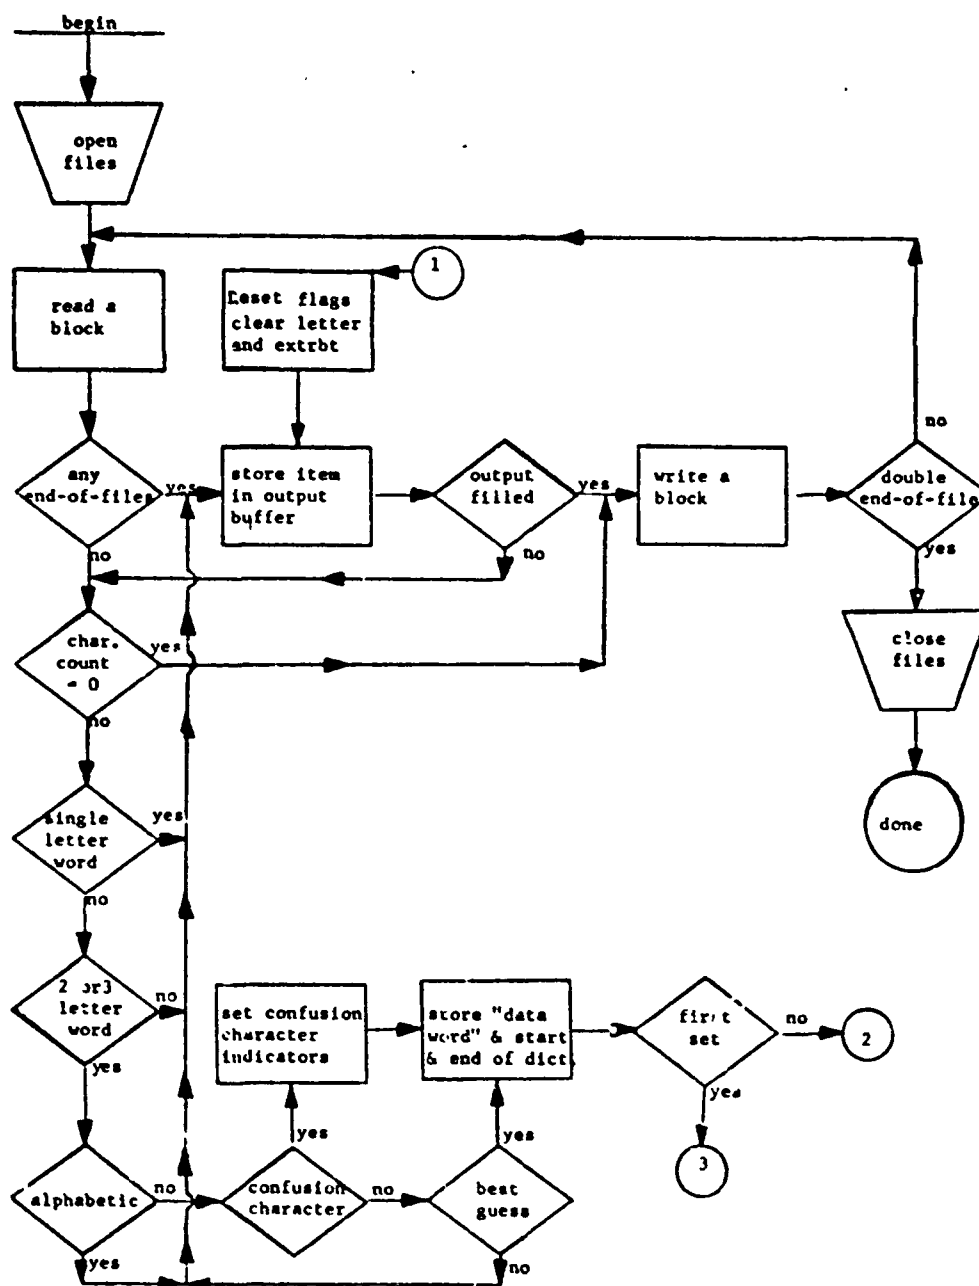 begin
open
files
read a
block
Reset flags
clear letter
and extrbt
1
any
end-of-files
yes
no
store item
in output
buffer
output
filled
yes
no
write a
block
no
double
end-of-file
yes
close
files
done
char.
count
= 0
yes
no
single
letter
word
yes
no
2 or3
letter
word
no
yes
set confusion
character
indicators
store "data
word" & start
& end of dict.
first
set
no
2
yes
3
alphabetic
no
yes
confusion
character
yes
no
best
guess
yes
no